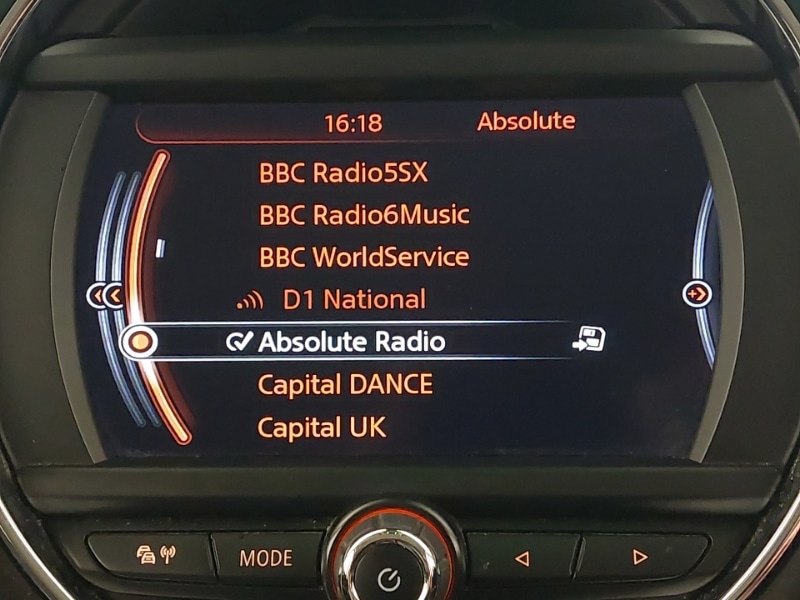 16:18 Absolute
BBC Radio5SX
BBC Radio6Music
BBC WorldService
D1 National
Absolute Radio
Capital DANCE
Capital UK
MODE